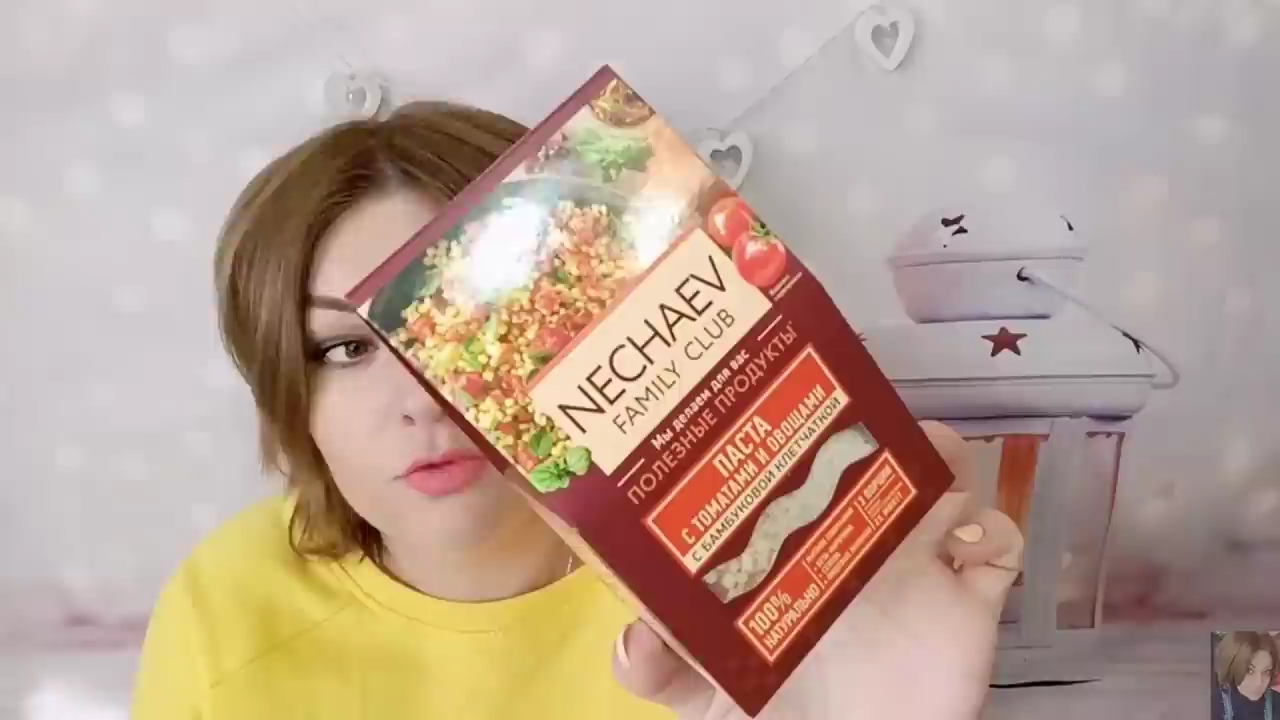 NECHAEV
FAMILY CLUB
Мы делаем для вас
ПОЛЕЗНЫЕ ПРОДУКТЫ
ПАСТА
С ТОМАТАМИ И ОВОЩАМИ
С БАМБУКОВОЙ КЛЕТЧАТКОЙ
100%
НАТУРАЛЬНО